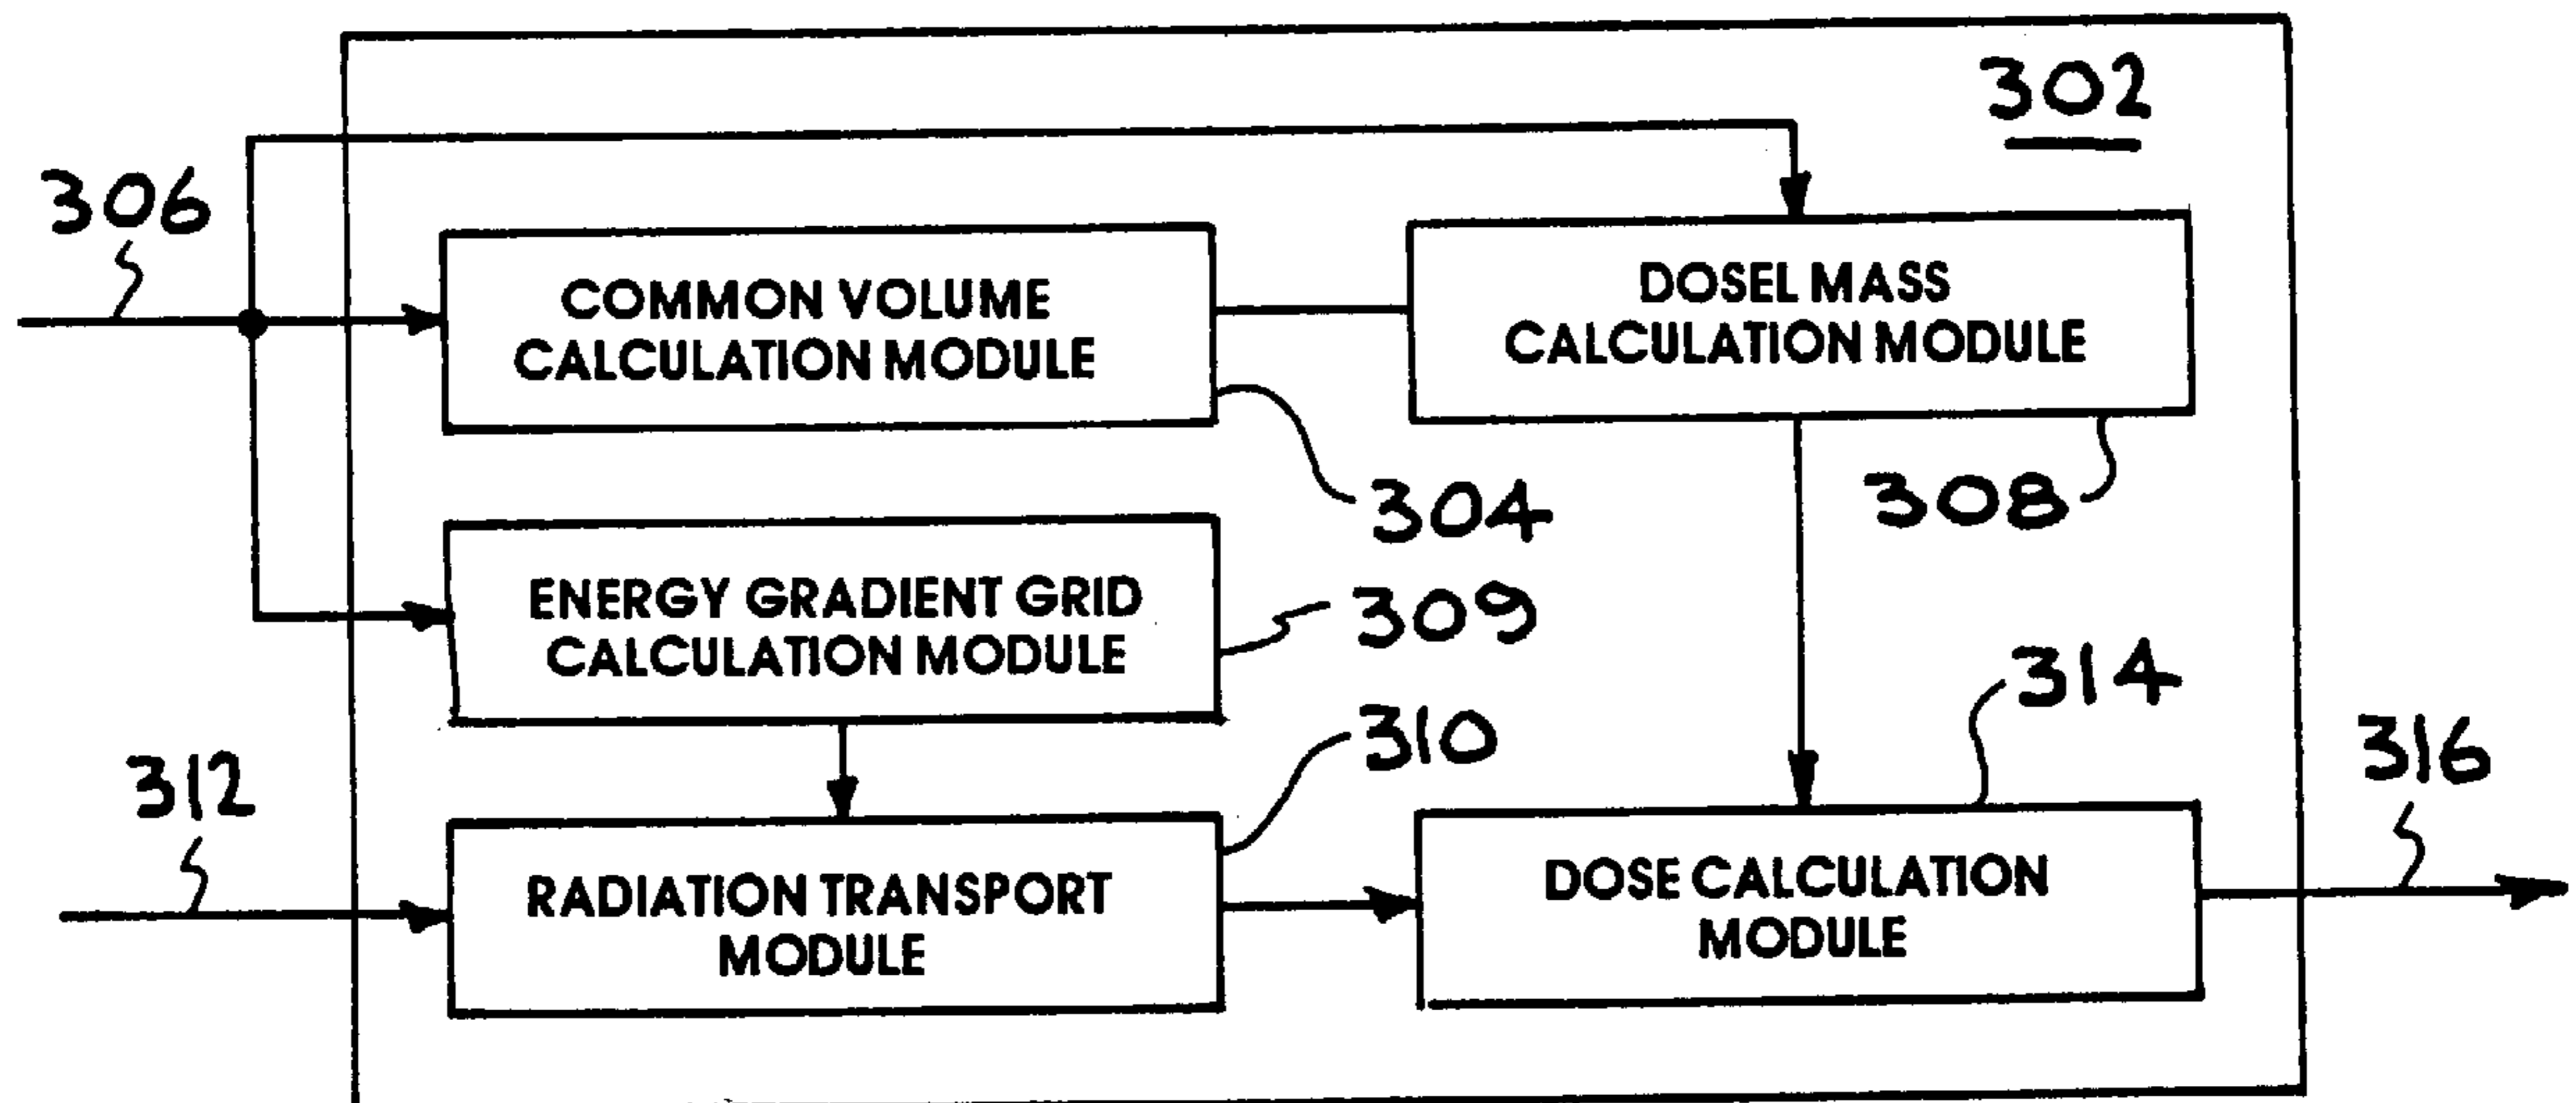 302
306
COMMON VOLUME
CALCULATION MODULE
DOSEL MASS
CALCULATION MODULE
304
308
ENERGY GRADIENT GRID
CALCULATION MODULE
309
314
310
312
316
RADIATION TRANSPORT
MODULE
DOSE CALCULATION
MODULE